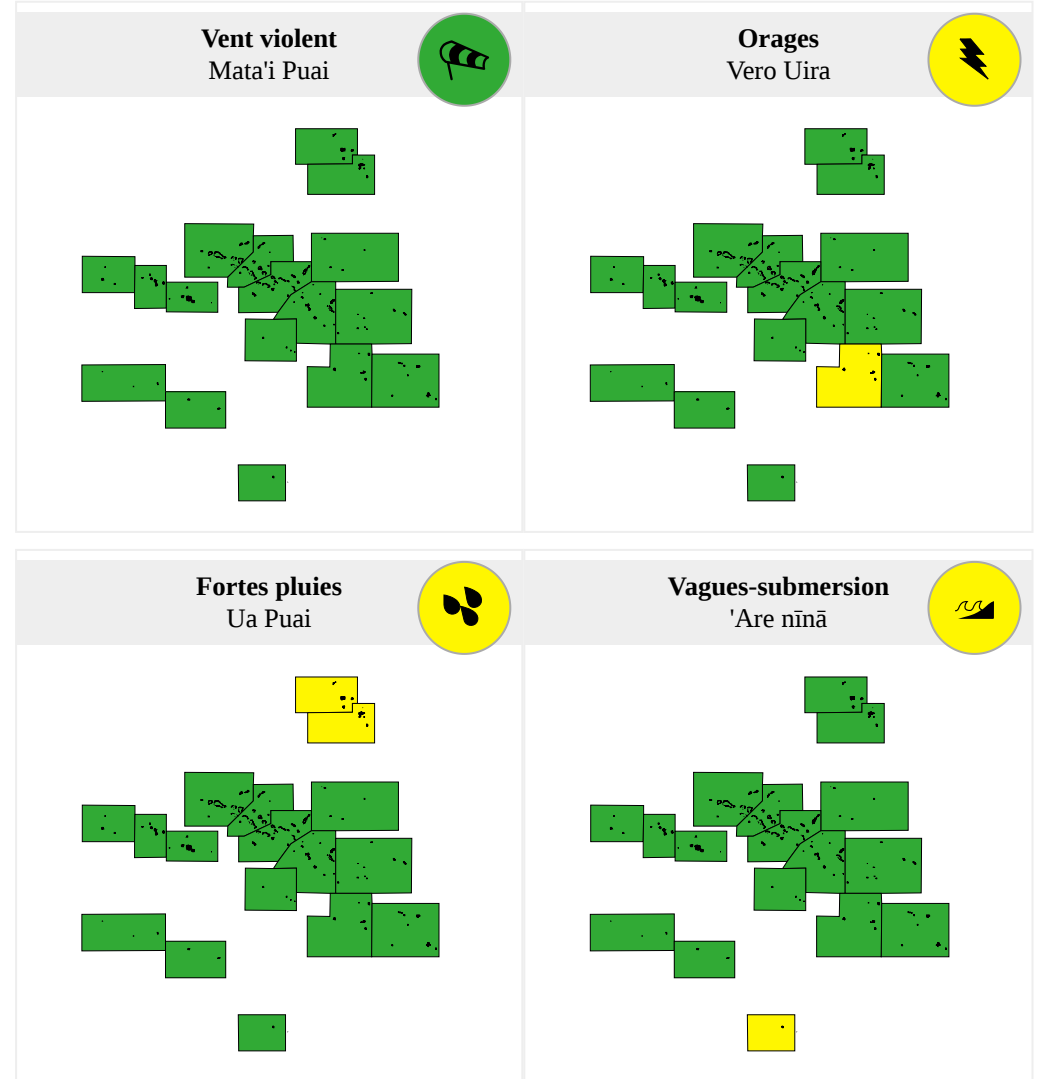 Vent violent
Mata'i Puai
Orages
Vero Uira
Fortes pluies
Ua Puai
Vagues-submersion
'Are nīnā